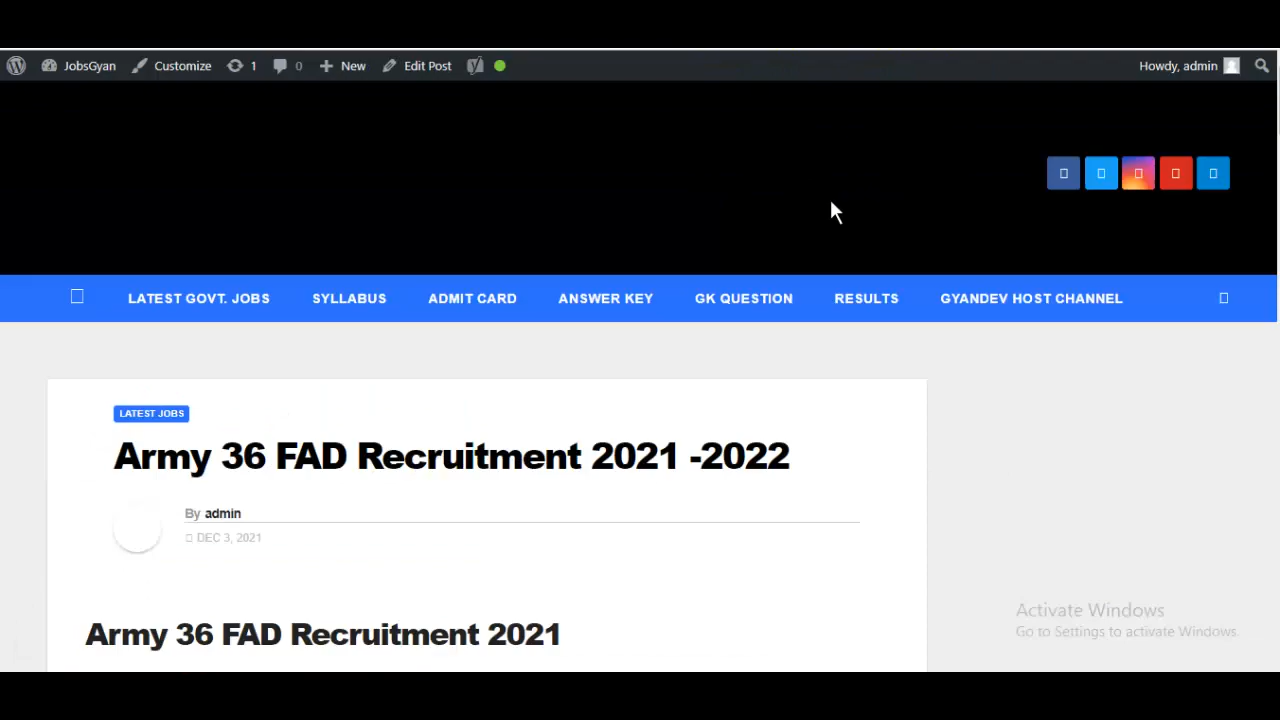 JobsGyan Customize 1 0 New Edit Post Howdy, admin
LATEST GOVT. JOBS SYLLABUS ADMIT CARD ANSWER KEY GK QUESTION RESULTS GYANDEV HOST CHANNEL
LATEST JOBS
Army 36 FAD Recruitment 2021 -2022
By admin
DEC 3, 2021
Army 36 FAD Recruitment 2021
Activate Windows
Go to Settings to activate Windows.